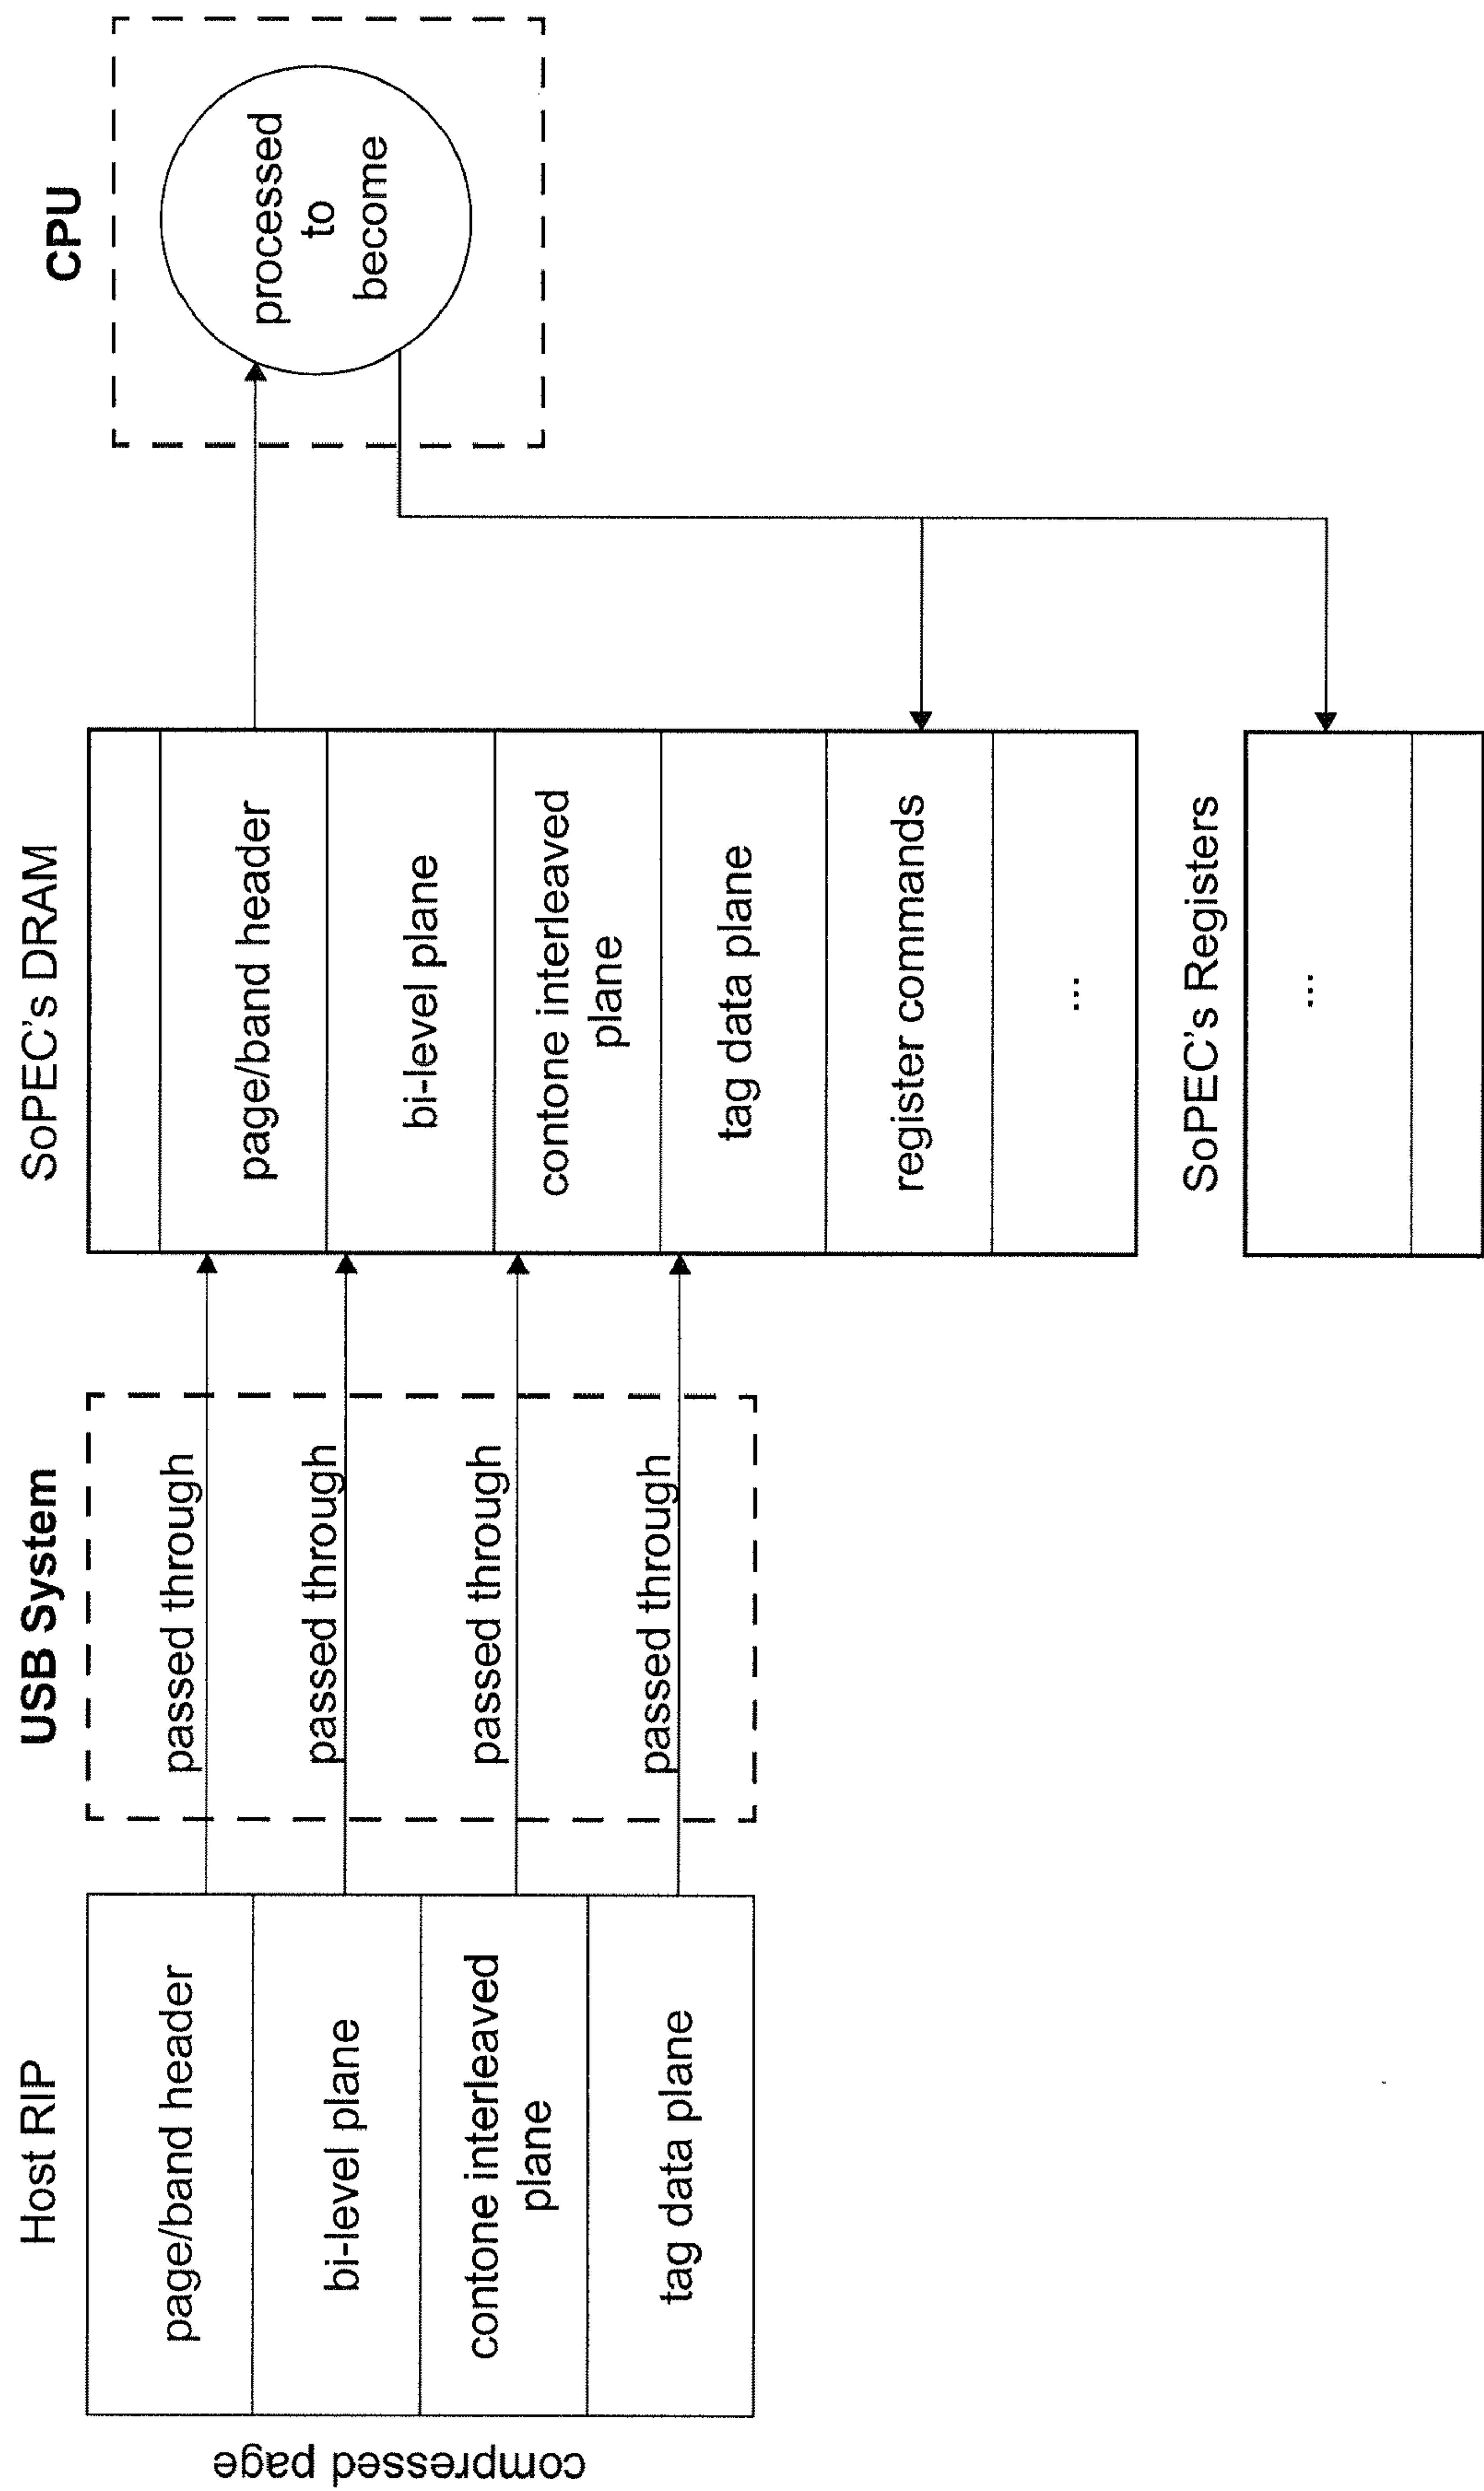 Host RIP
compressed page
page/band header
bi-level plane
contone interleaved
plane
tag data plane
USB System
passed through
passed through
passed through
passed through
SoPEC's DRAM
page/band header
bi-level plane
contone interleaved
plane
tag data plane
register commands
...
SoPEC's Registers
...
CPU
processed
to
become